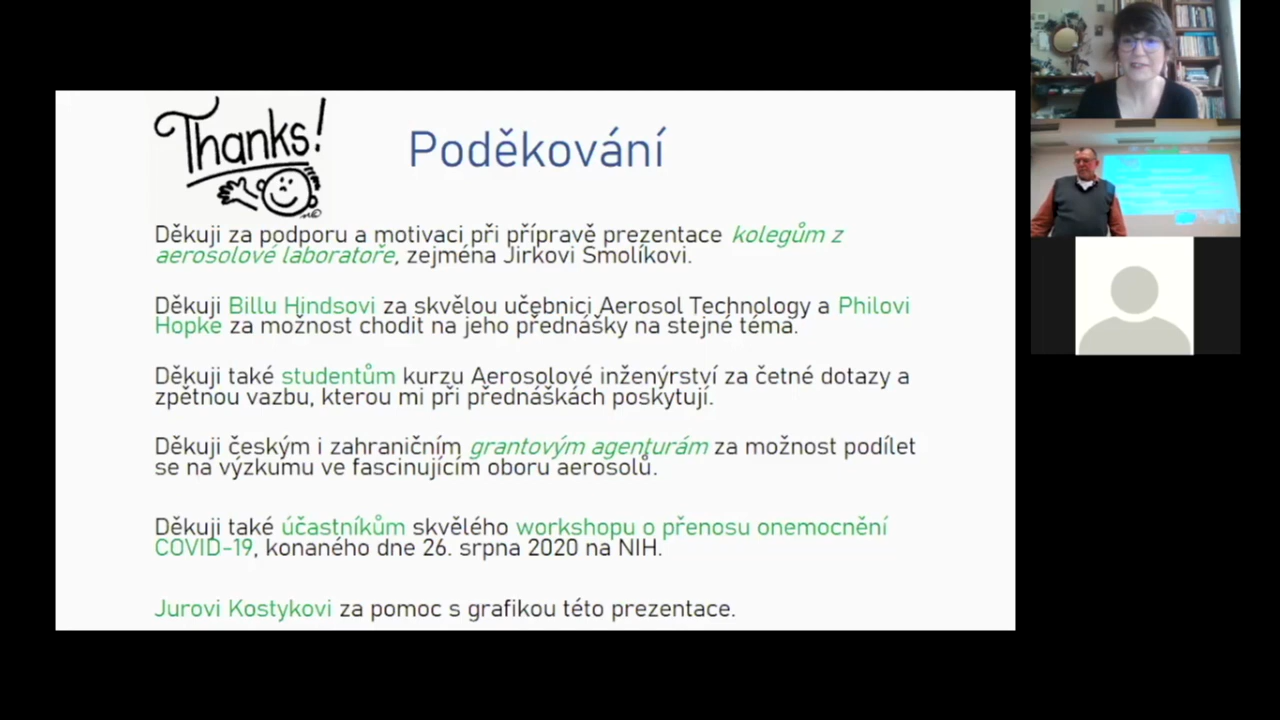 Thanks!
Poděkování
Děkuji za podporu a motivaci při přípravě prezentace kolegům z
aerosolové laboratoře, zejména Jirkovi Smolíkovi.
Děkuji Billu Hindsovi za skvělou učebnici Aerosol Technology a Philovi
Hopke za možnost chodit na jeho přednášky na stejné téma.
Děkuji také studentům kurzu Aerosolové inženýrství za četné dotazy a
zpětnou vazbu, kterou mi při přednáškách poskytují.
Děkuji českým i zahraničním grantovým agenturám za možnost podílet
se na výzkumu ve fascinujícím oboru aerosolů.
Děkuji také účastníkům skvělého workshopu o přenosu onemocnění
COVID-19, konaného dne 26. srpna 2020 na NIH.
Jurovi Kostykovi za pomoc s grafikou této prezentace.